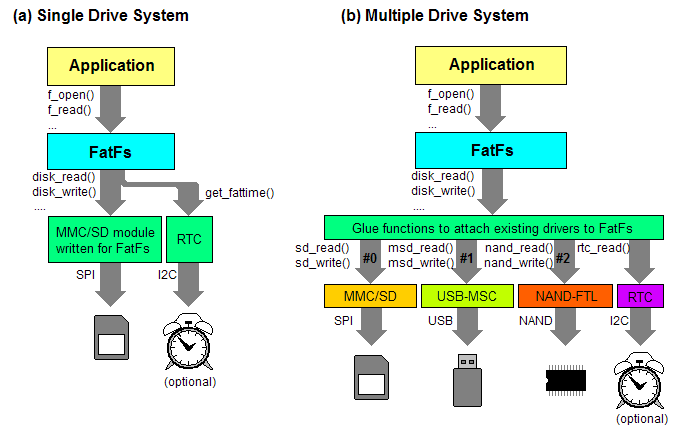 (a) Single Drive System
Application
f_open()
f_read()
...
FatFs
disk_read()
disk_write()
....
get_fattime()
MMC/SD module
written for FatFs
RTC
SPI
I2C
(optional)
(b) Multiple Drive System
Application
f_open()
f_read()
...
FatFs
disk_read()
disk_write()
....
Glue functions to attach existing drivers to FatFs
sd_read()
sd_write()
#0
msd_read()
msd_write()
#1
nand_read()
nand_write()
#2
rtc_read()
MMC/SD
USB-MSC
NAND-FTL
RTC
SPI
USB
NAND
I2C
(optional)